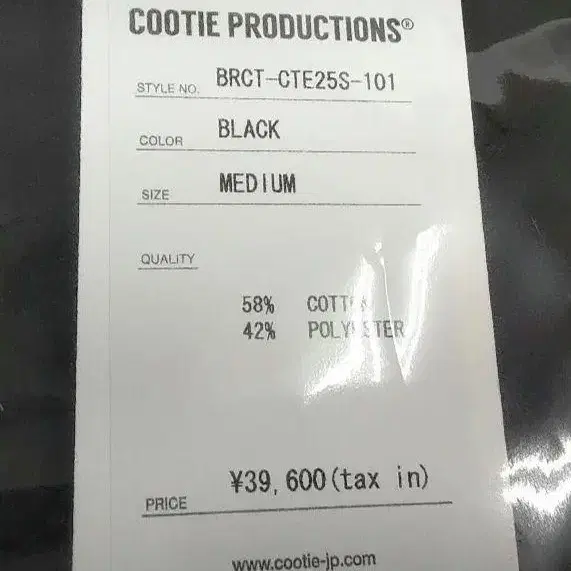 COOTIE PRODUCTIONS®
STYLE NO. BRCT-CTE25S-101
COLOR BLACK
SIZE MEDIUM
QUALITY
58%
42% POLYESTER
PRICE ¥39,600(tax in)
www.cootie-jp.com